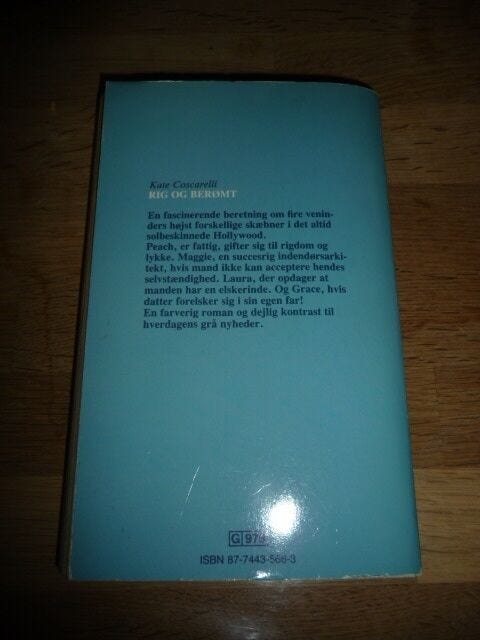 Kate Coscarelli
RIG OG BERØMT
En fascinerende beretning om fire venin-
ders højst forskellige skæbner i det altid
solbeskinnede Hollywood.
Peach, er fattig, gifter sig til rigdom og
lykke. Maggie, en succesrig indendørsarki-
tekt, hvis mand ikke kan acceptere hendes
selvstændighed. Laura, der opdager at
manden har en elskerinde. Og Grace, hvis
datter forelsker sig i sin egen far!
En farverig roman og dejlig kontrast til
hverdagens grå nyheder.
G
ISBN 87-7443-566-3